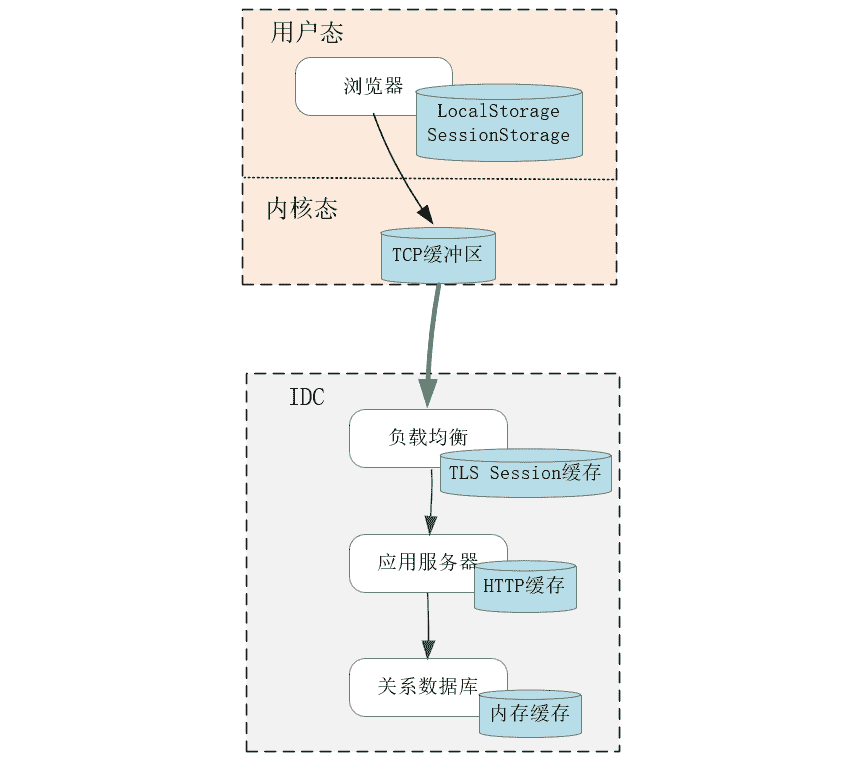 用户态
浏览器
LocalStorage
SessionStorage
内核态
TCP缓冲区
IDC
负载均衡
TLS Session缓存
应用服务器
HTTP缓存
关系数据库
内存缓存